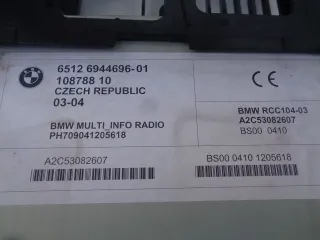 BMW
6512 6944696-01
108788 10
CZECH REPUBLIC
03-04
BMW MULTI_INFO RADIO
PH709041205618
A2C53082607
CE
BMW RCC104-03
A2C53082607
BS00 0410
BS00 0410 1205618